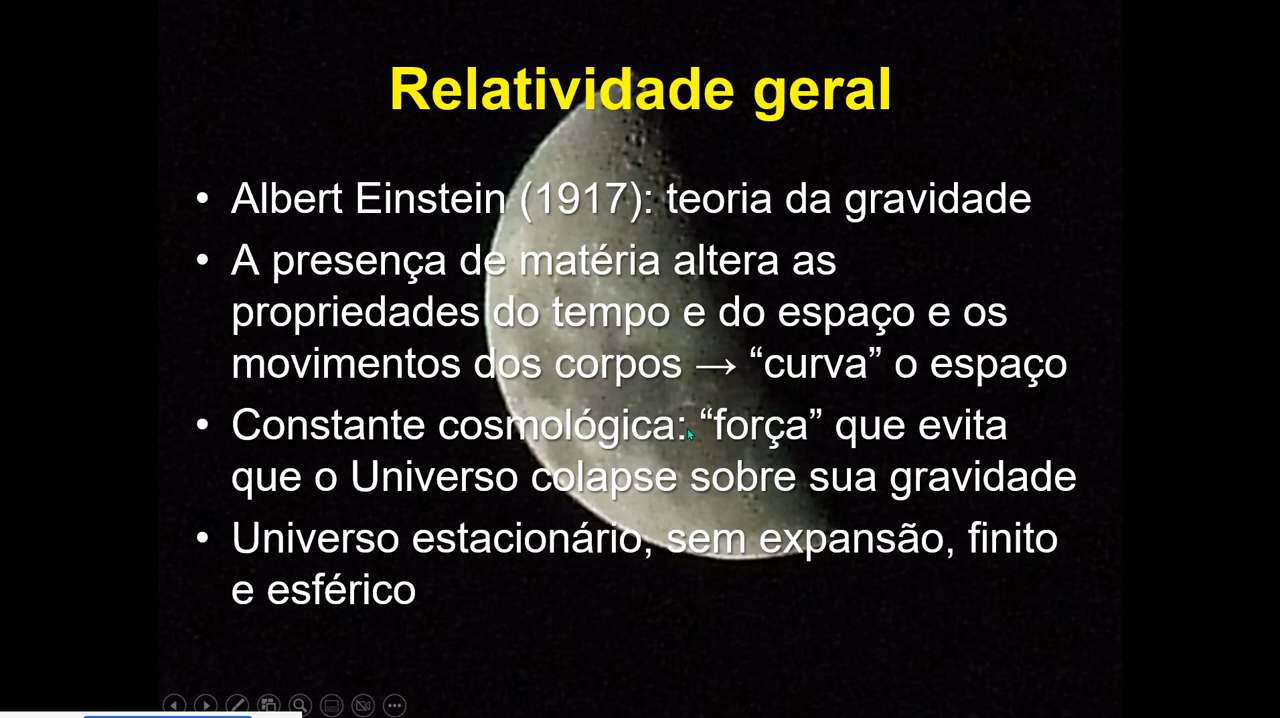 Relatividade geral
• Albert Einstein (1917): teoria da gravidade
• A presença de matéria altera as
propriedades do tempo e do espaço e os
movimentos dos corpos → “curva” o espaço
• Constante cosmológica: “força” que evita
que o Universo colapse sobre sua gravidade
• Universo estacionário, sem expansão, finito
e esférico